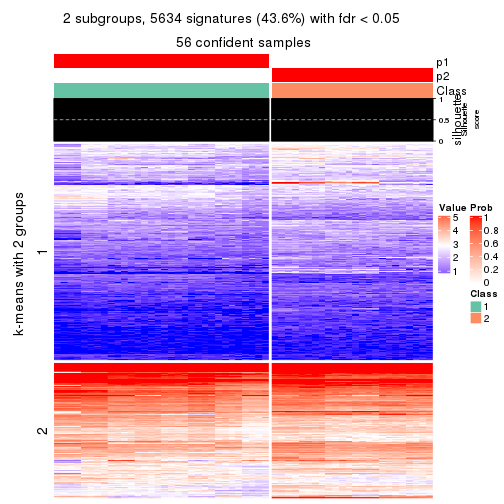 2 subgroups, 5634 signatures (43.6%) with fdr < 0.05
56 confident samples
p1
p2
Class
1
0.5
0
silhouette
Silhouette
score
k-means with 2 groups
1
2
Value
5
4
3
2
1
Prob
1
0.8
0.6
0.4
0.2
0
Class
1
2